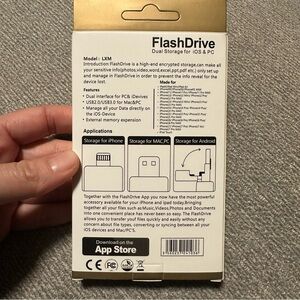 FlashDrive
Dual Storage for iOS & PC
Model : LXM
Introduction FlashDrive is a high-end encrypted storage,can make all
your sensitive info(photos,video,word,excel,ppt,pdf etc.) only set up
and manage in FlashDrive in order to prevent the info reveal for the
device lost.
Features
• Dual interface for PC& iDevives
• USB2.0/USB3.0 for Mac&PC
• Manage all your Data directly on
the iOS-Device
• External memory expension
Made for
Applications
Storage for iPhone
Storage for MAC,PC
Storage for Android
Together with the FlashDrive App you now have the most powerful
accessory available for your iPhone and ipad today.Bringing
together all your files such as Music,Videos,Photos and Documents
into one convenient place has never been so easy. The FlashDrive
allows you to transfer your files quickly and easily without any
application file types, converting or syncing between all your
iOS devices and Mac/PC'S.
Download on the
App Store
CE FC